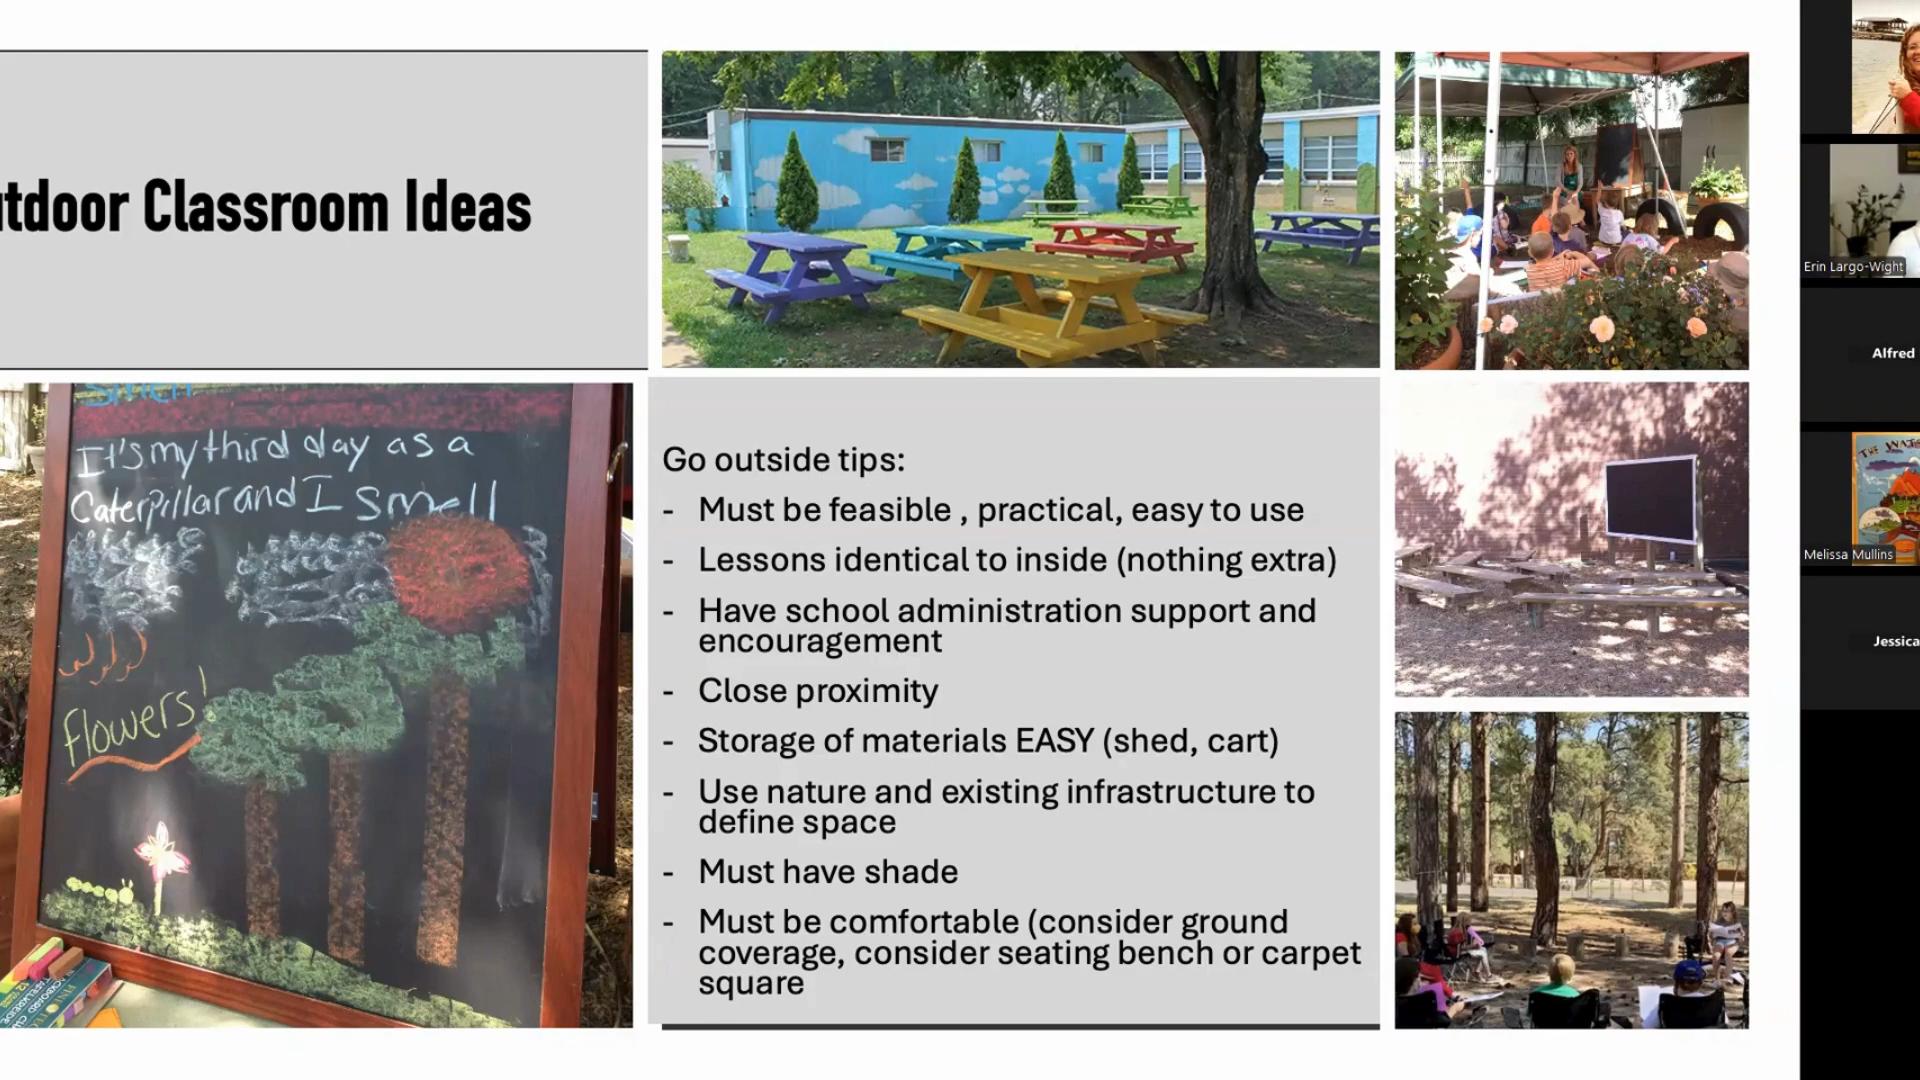 tdoor Classroom Ideas
smell
It's my third day as a
Caterpillar and I smell
flowers!
Go outside tips:
- Must be feasible , practical, easy to use
- Lessons identical to inside (nothing extra)
- Have school administration support and
encouragement
- Close proximity
- Storage of materials EASY (shed, cart)
- Use nature and existing infrastructure to
define space
- Must have shade
- Must be comfortable (consider ground
coverage, consider seating bench or carpet
square
Erin Largo-Wight
Alfred
THE
Melissa Mullins
Jessica